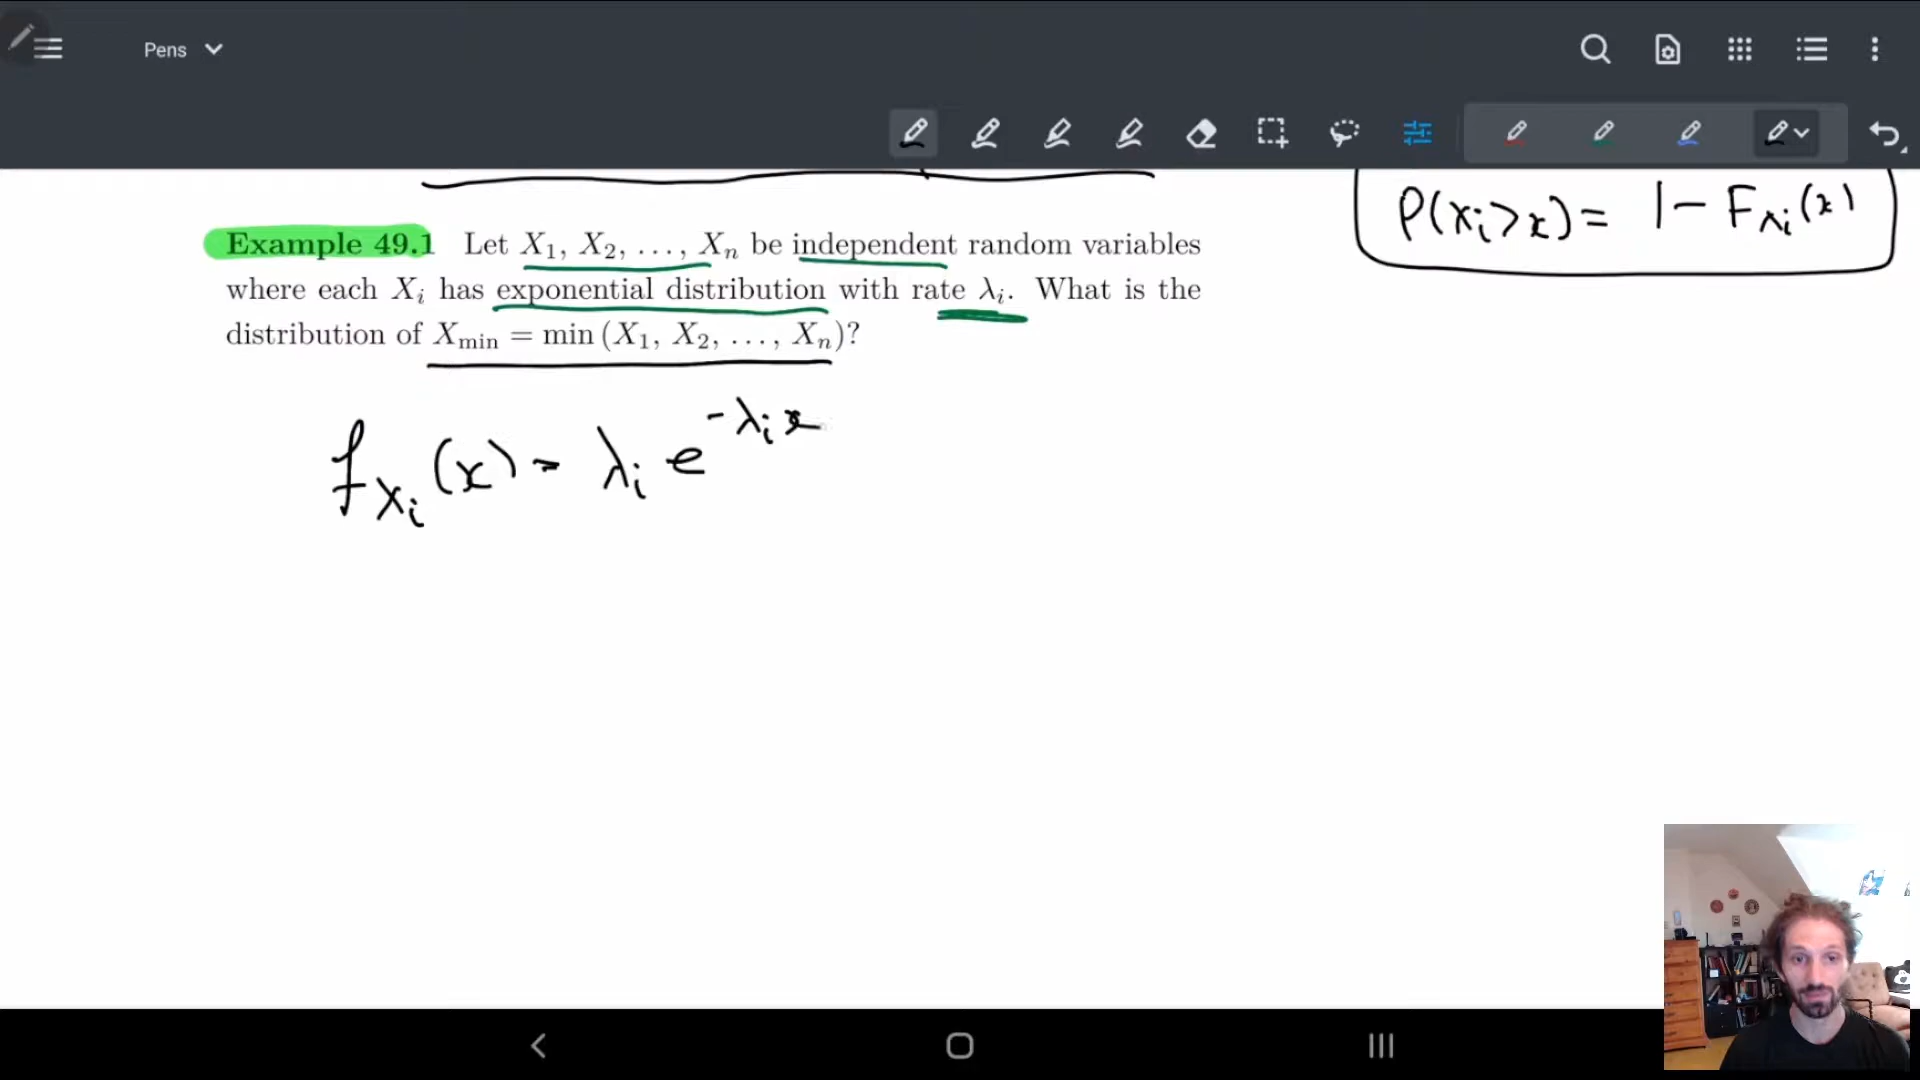 Pens
P(Xi>x)= 1 - FXi(x)
Example 49.1 Let X1, X2, ..., Xn be independent random variables
where each Xi has exponential distribution with rate λi. What is the
distribution of Xmin = min (X1, X2, ..., Xn)?
fXi(x) = λi e^-λix